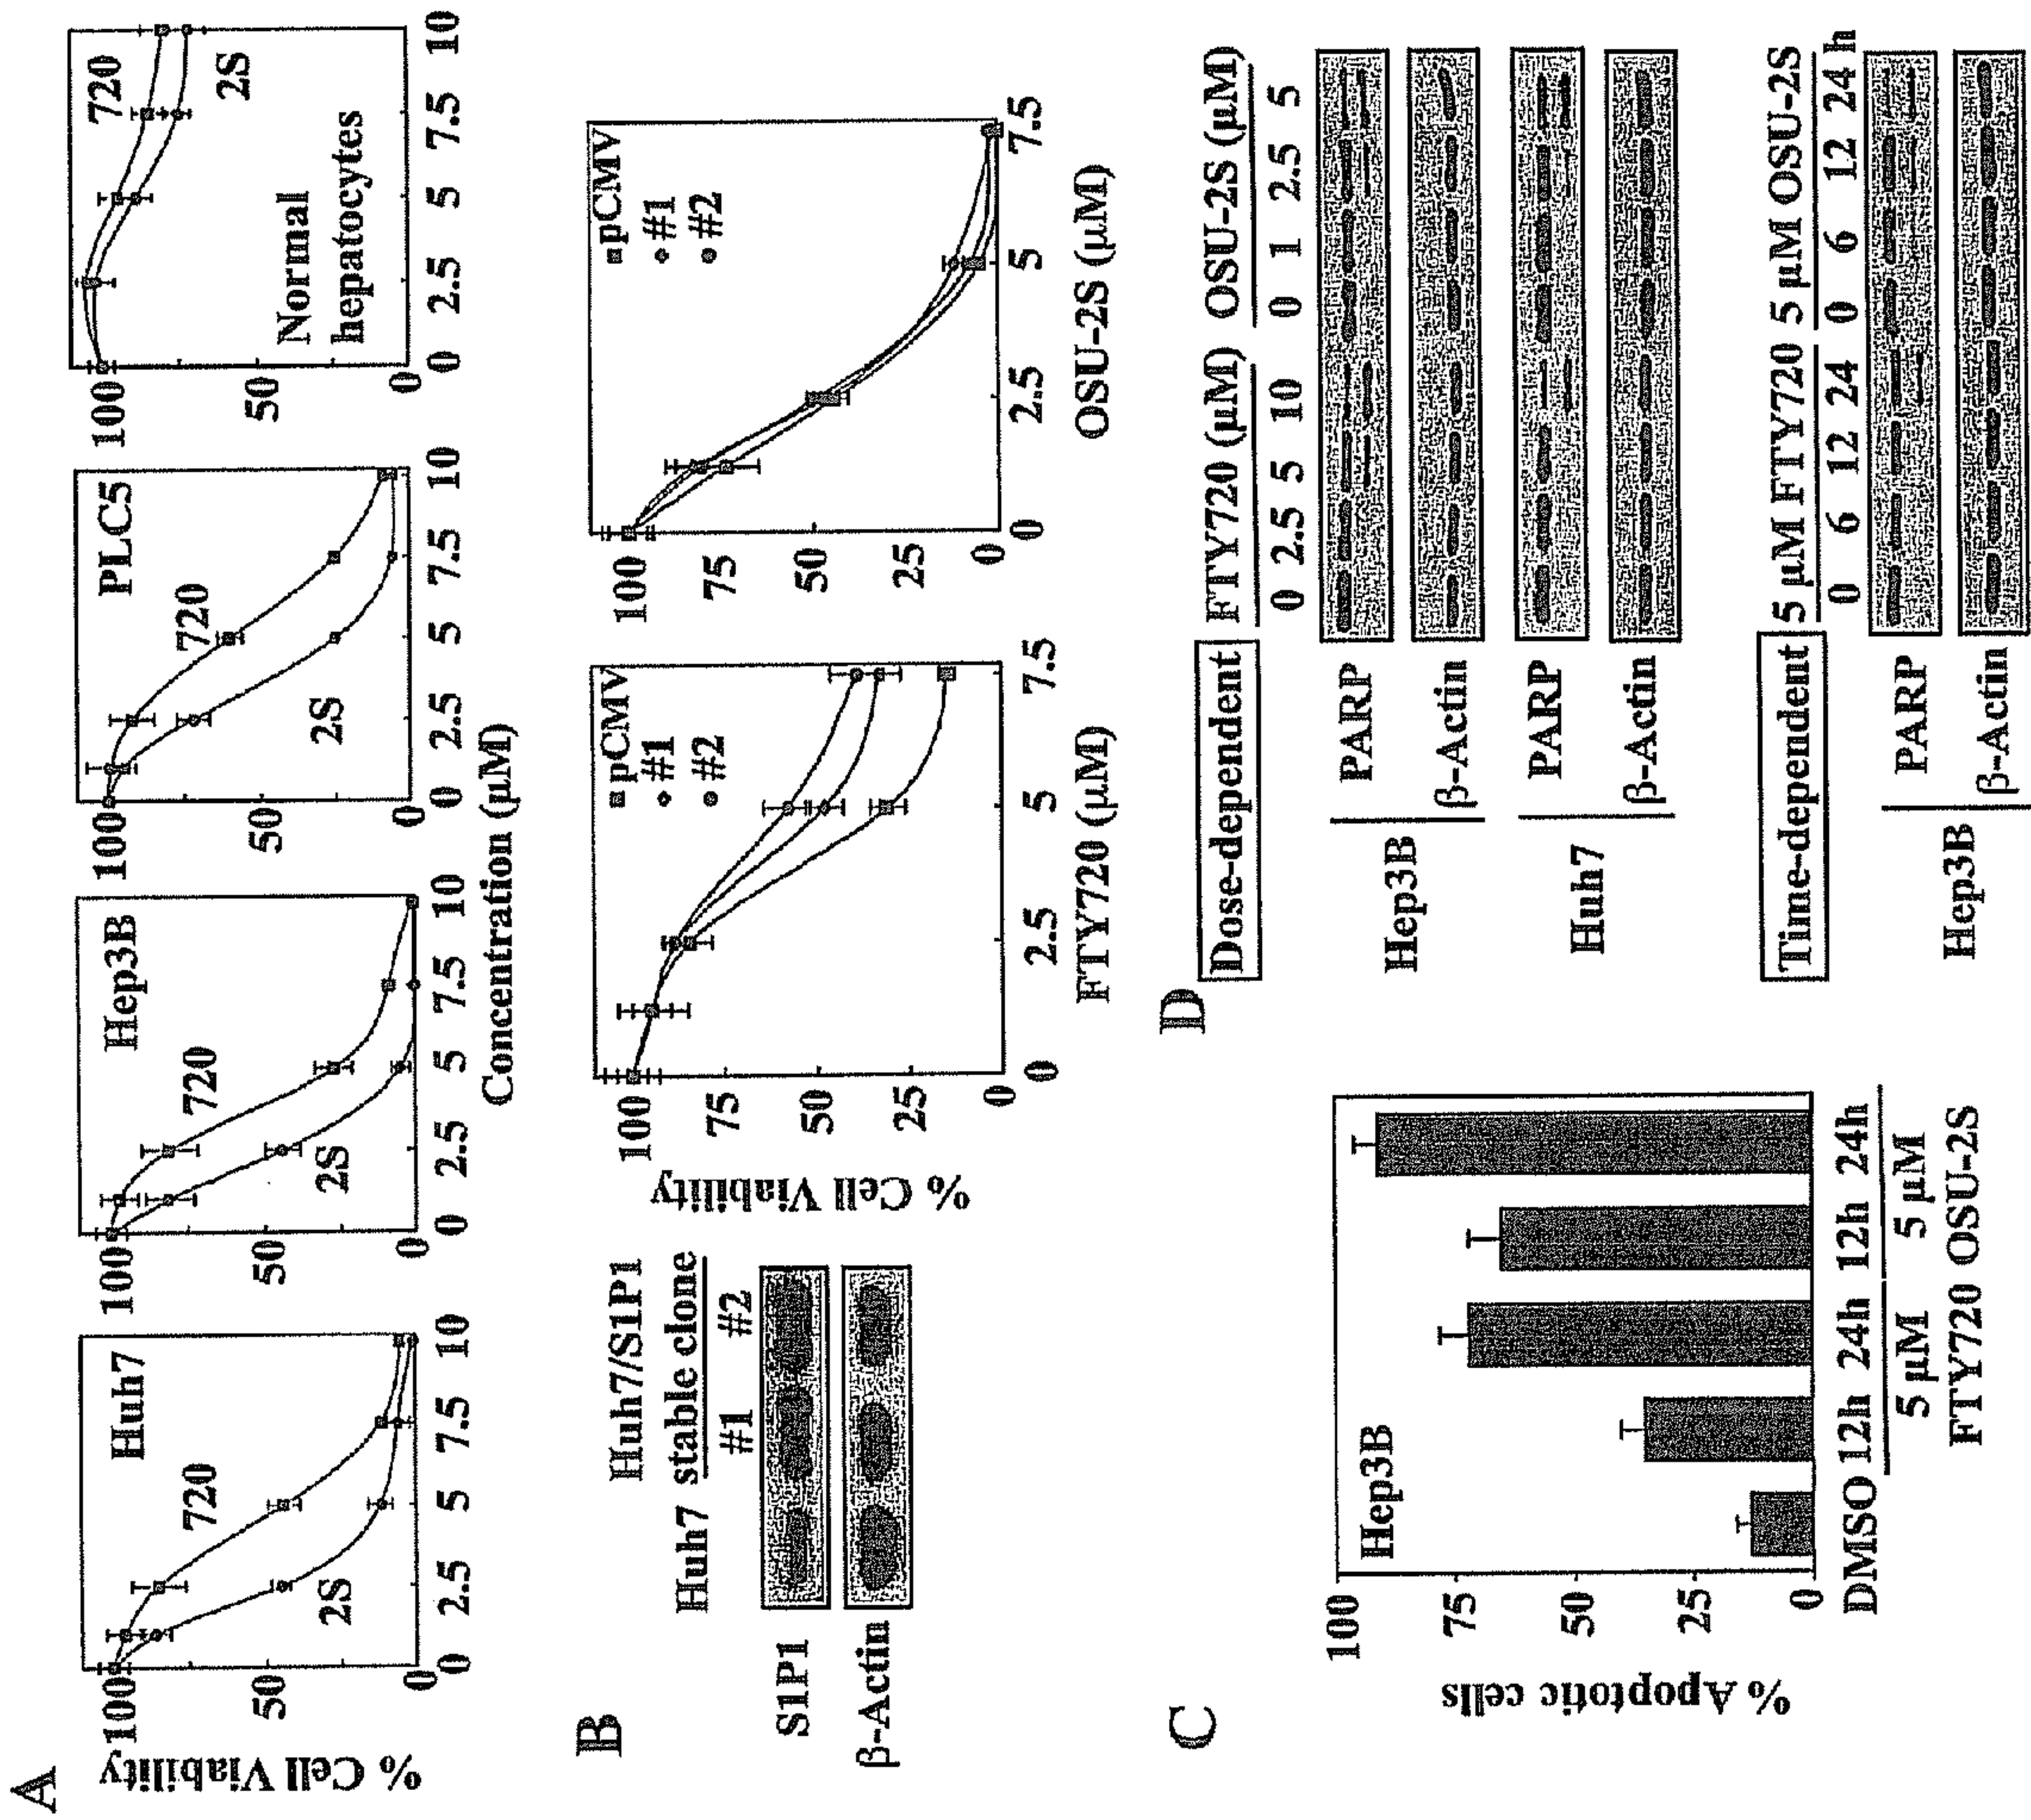 A
% Cell Viability
Huh7
720
2S
100
50
0
0 2.5 5 7.5 10
Hep3B
720
2S
100
50
0
0 2.5 5 7.5 10
PLC5
720
2S
100
50
0
0 2.5 5 7.5 10
720
2S
Normal
hepatocytes
100
50
0
0 2.5 5 7.5 10
Concentration (µM)
B
Huh7/S1P1
Huh7 stable clone
#1 #2
S1P1
β-Actin
% Cell Viability
100
75
50
25
0
pCMV
#1
#2
0 2.5 5 7.5
FTY720 (µM)
100
75
50
25
0
pCMV
#1
#2
0 2.5 5 7.5
OSU-2S (µM)
C
% Apoptotic cells
Hep3B
100
75
50
25
0
DMSO 12h 24h 12h 24h
5 µM 5 µM
FTY720 OSU-2S
D
Dose-dependent FTY720 (µM) OSU-2S (µM)
0 2.5 5 10 0 1 2.5 5
Hep3B
PARP
β-Actin
Huh7
PARP
β-Actin
Time-dependent 5 µM FTY720 5 µM OSU-2S
0 6 12 24 0 6 12 24 h
Hep3B
PARP
β-Actin